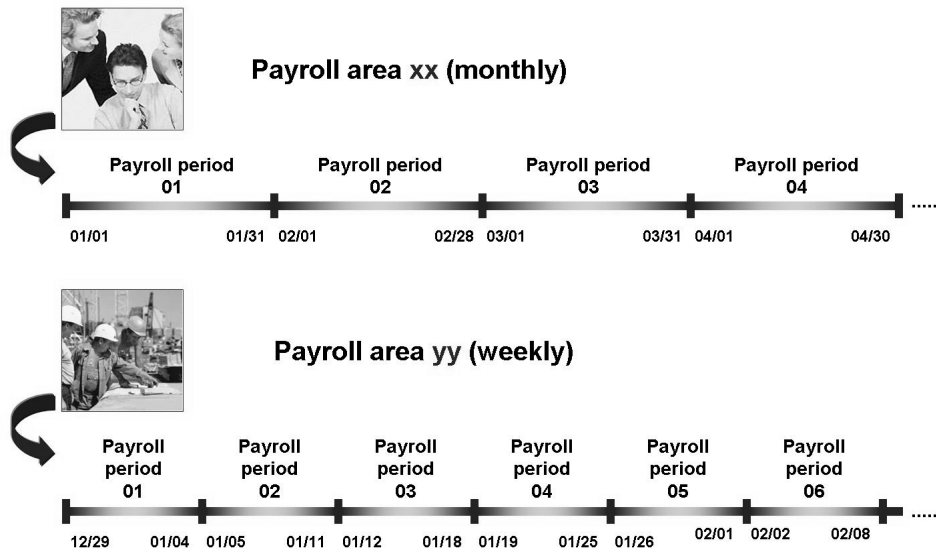 Payroll area xx (monthly)
Payroll period
01
Payroll period
02
Payroll period
03
Payroll period
04
.....
01/01 01/31 02/01 02/28 03/01 03/31 04/01 04/30
Payroll area yy (weekly)
Payroll
period
01
Payroll
period
02
Payroll
period
03
Payroll
period
04
Payroll
period
05
Payroll
period
06
.....
12/29 01/04 01/05 01/11 01/12 01/18 01/19 01/25 01/26 02/01 02/02 02/08